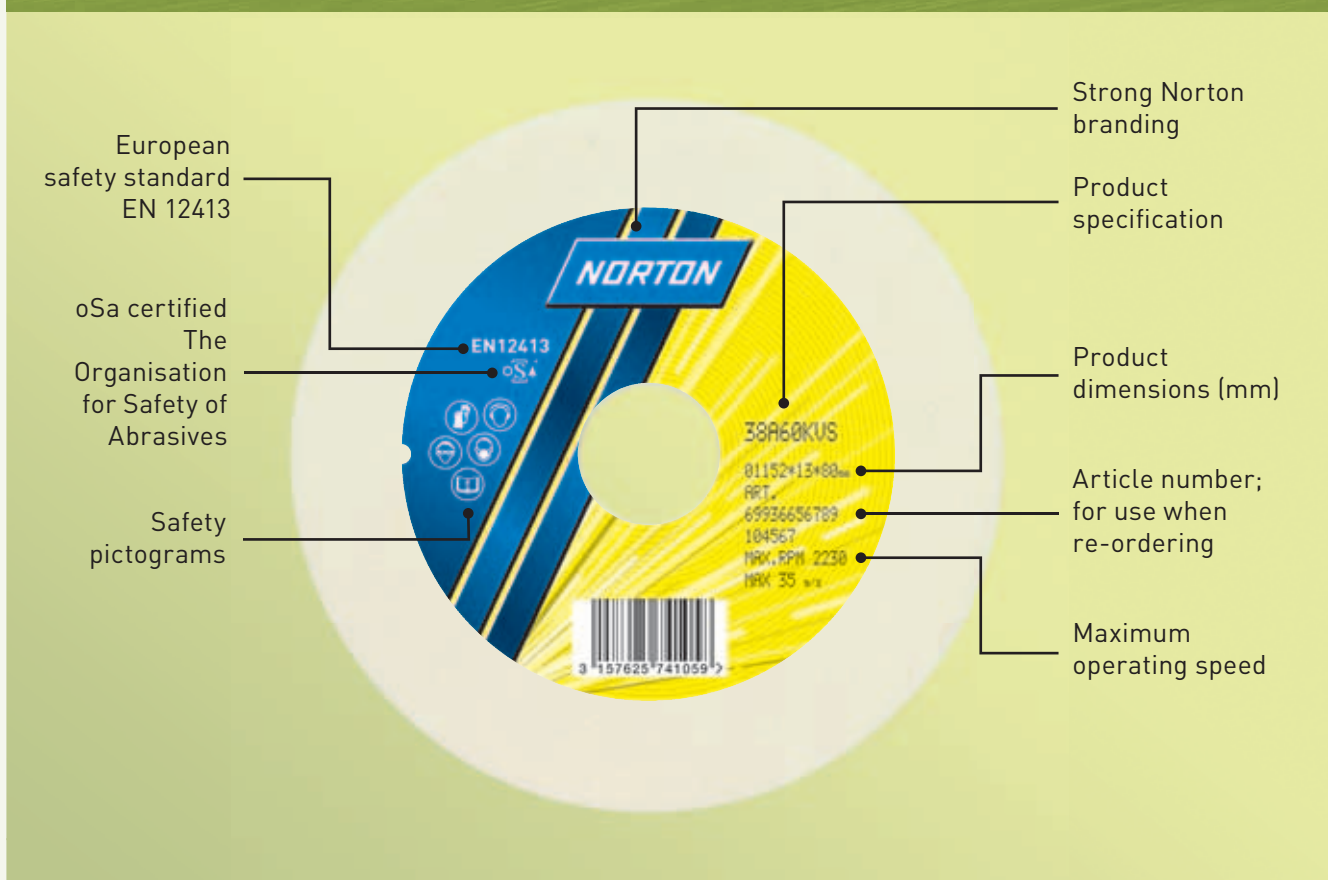 European
safety standard
EN 12413
oSa certified
The
Organisation
for Safety of
Abrasives
Safety
pictograms
NORTON
EN12413
oSa
38A60KVS
01152*13*80mm
ART.
69936656789
104567
MAX.RPM 2230
MAX 35 m/s
3 157625 741059 >
Strong Norton
branding
Product
specification
Product
dimensions (mm)
Article number;
for use when
re-ordering
Maximum
operating speed